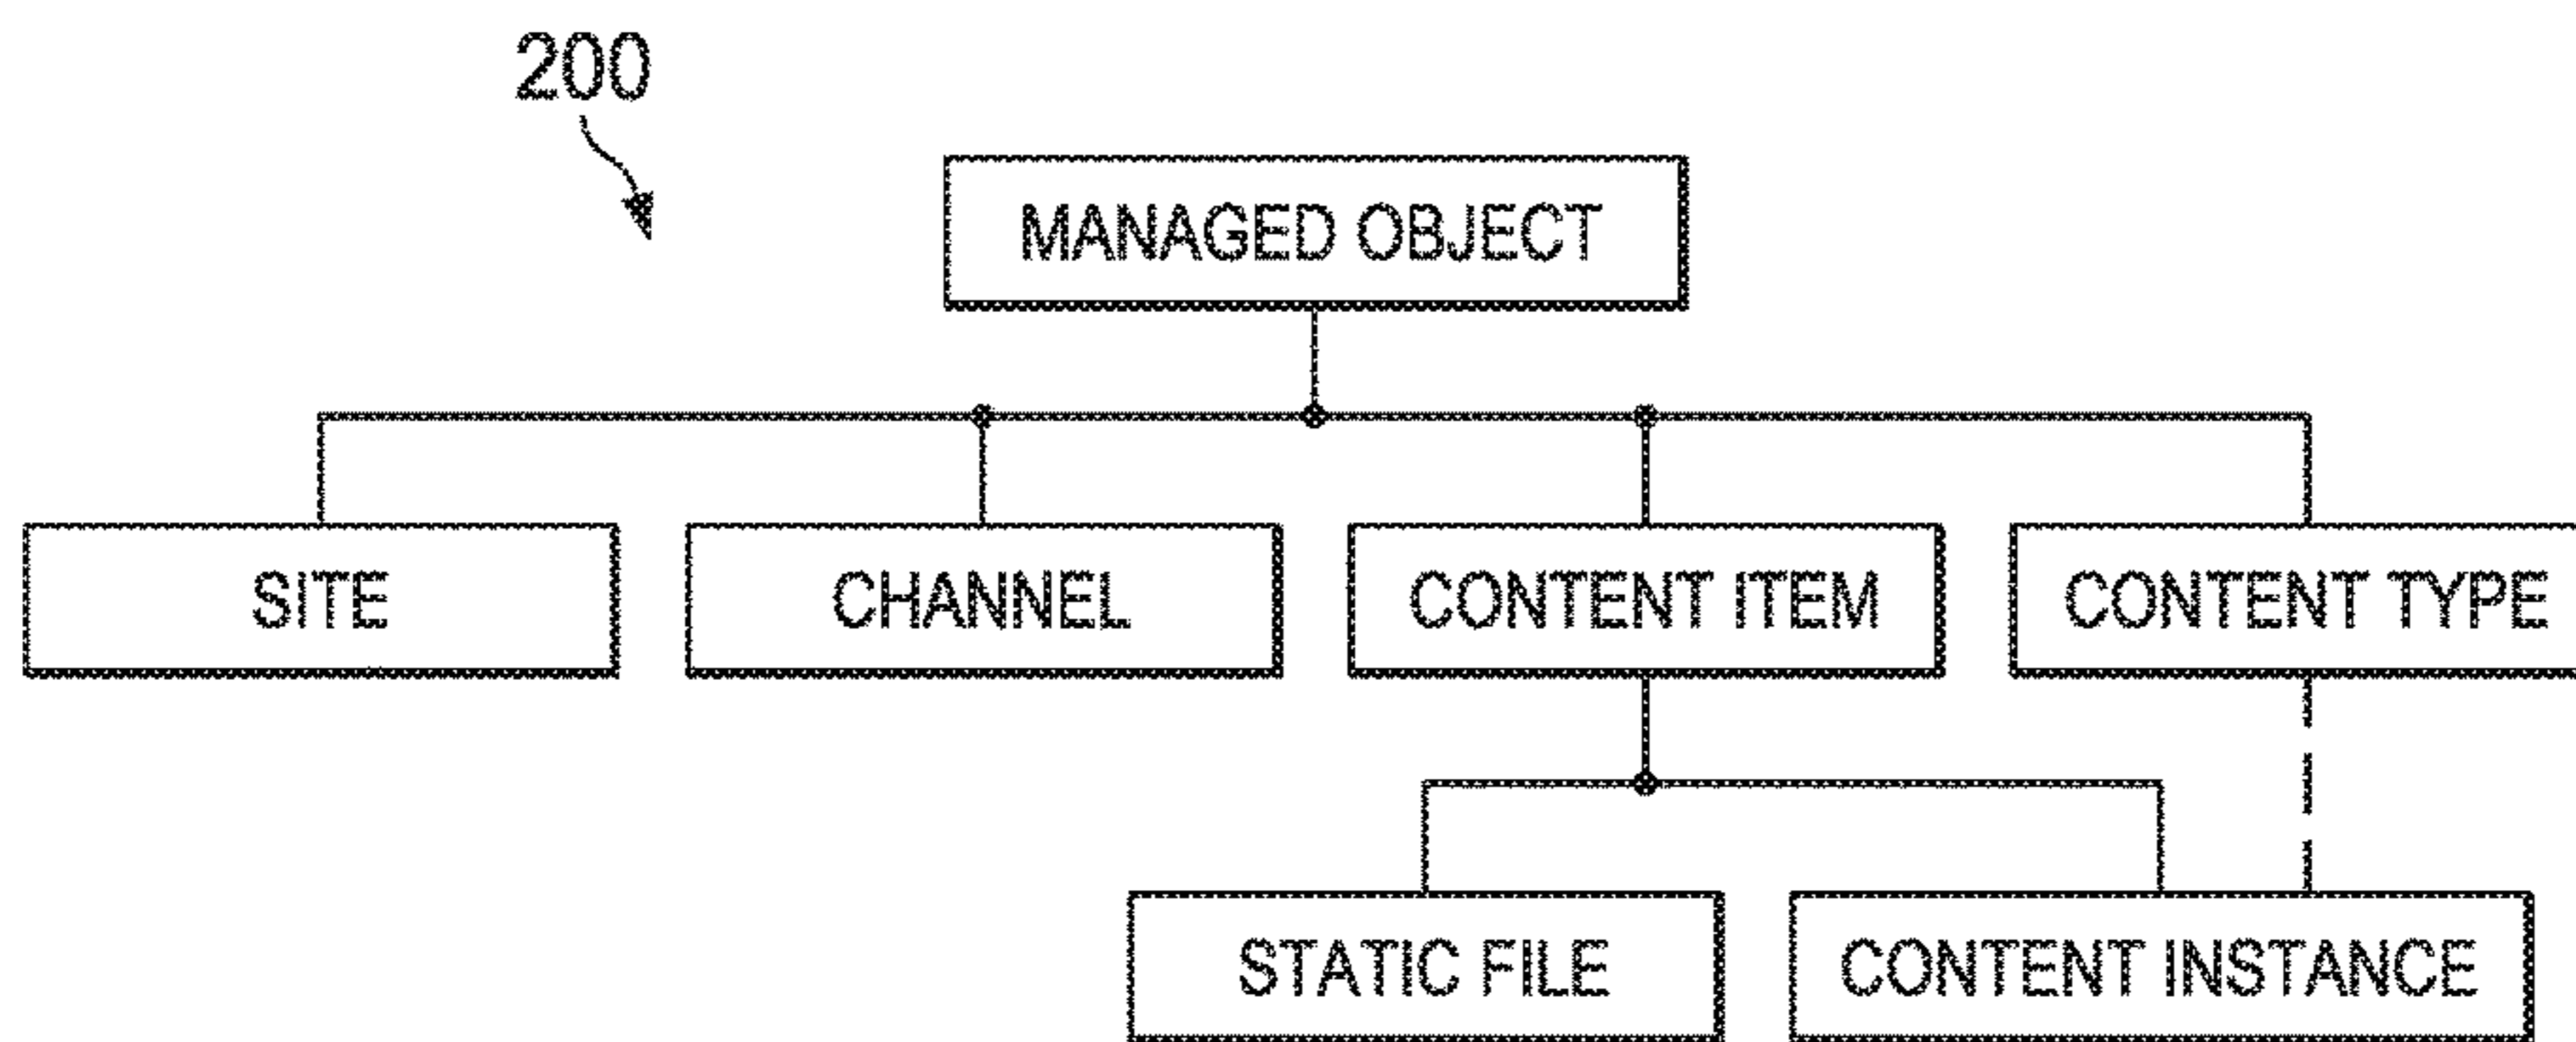 200
MANAGED OBJECT
SITE
CHANNEL
CONTENT ITEM
CONTENT TYPE
STATIC FILE
CONTENT INSTANCE